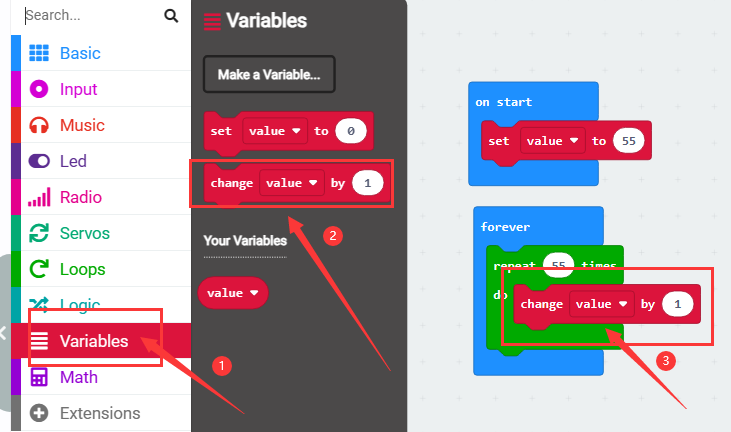 Search...
Basic
Input
Music
Led
Radio
Servos
Loops
Logic
Variables
Math
Extensions
1
Variables
Make a Variable...
set value to 0
change value by 1
2
Your Variables
value
on start
set value to 55
forever
repeat 55 times
do change value by 1
3